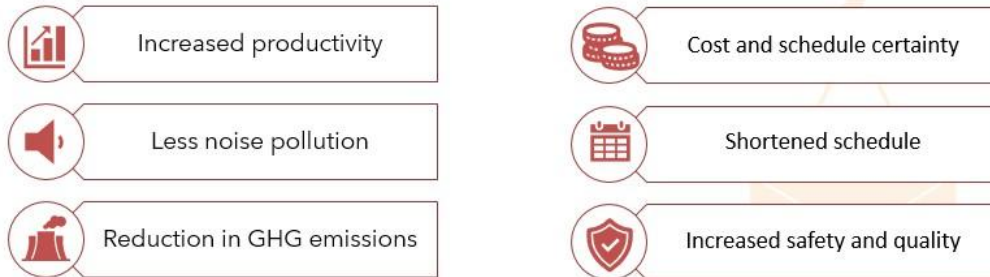 Increased productivity
Less noise pollution
Reduction in GHG emissions
Cost and schedule certainty
Shortened schedule
Increased safety and quality